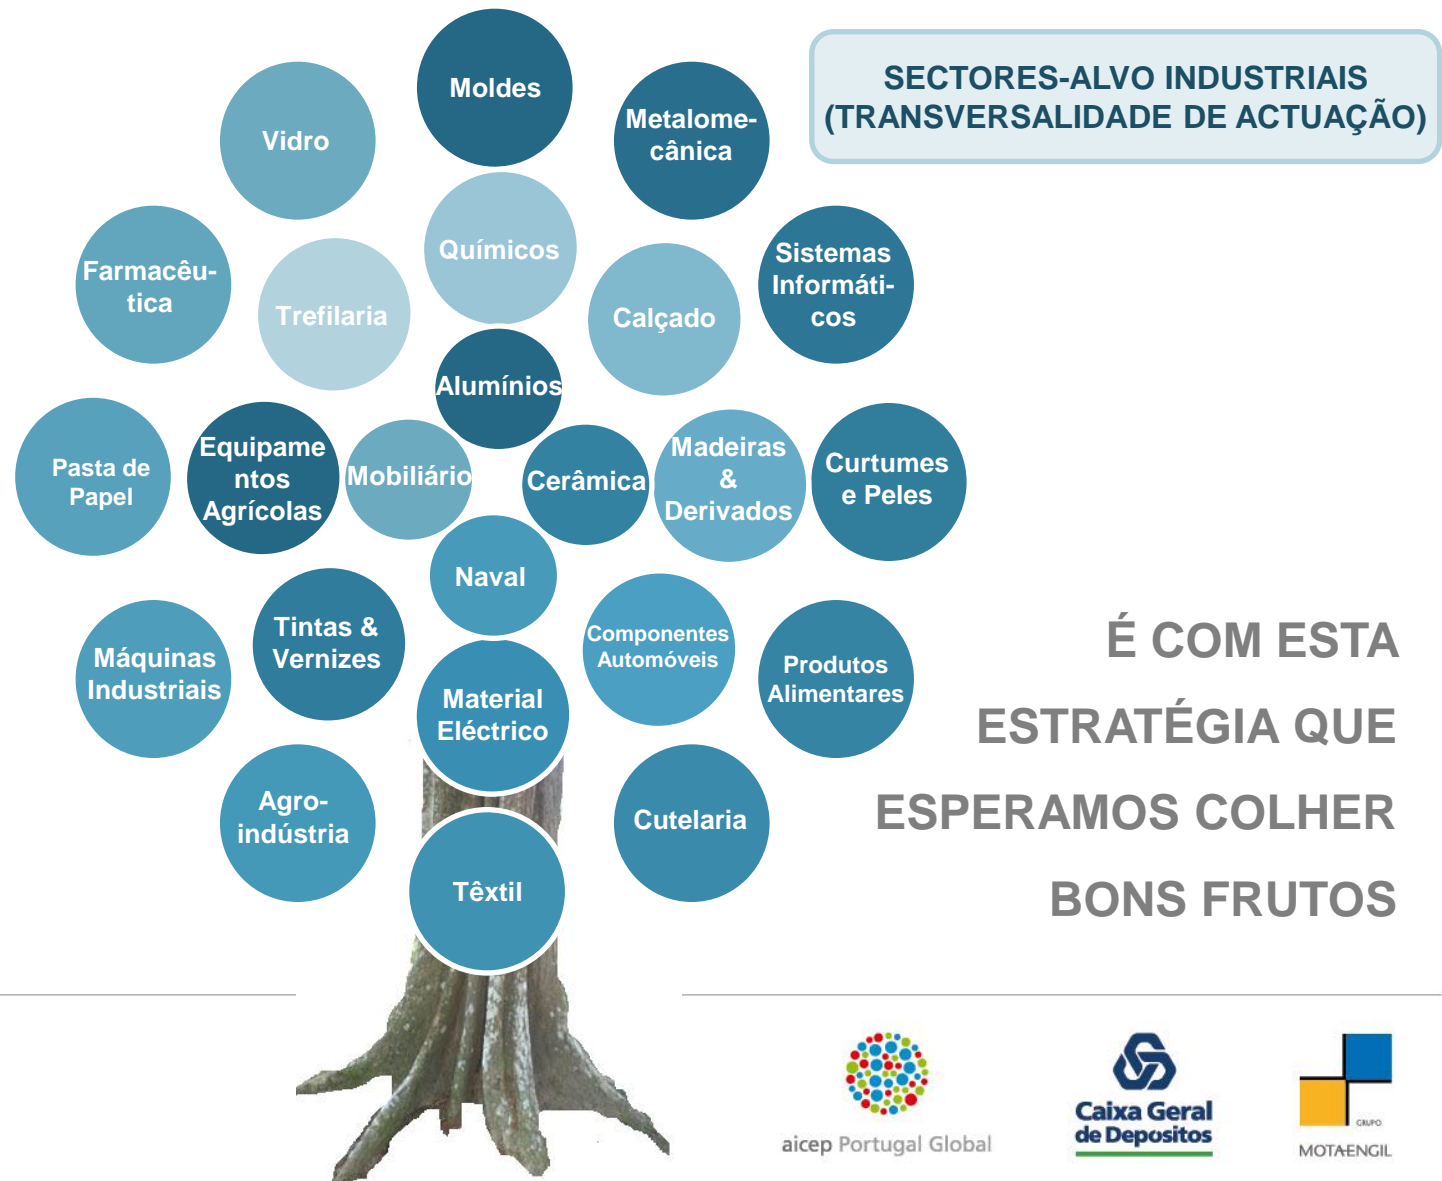 SECTORES-ALVO INDUSTRIAIS
(TRANSVERSALIDADE DE ACTUAÇÃO)
Moldes
Vidro
Metalome-
cânica
Químicos
Farmacêu-
tica
Trefilaria
Calçado
Sistemas
Informáti-
cos
Alumínios
Pasta de
Papel
Equipame
ntos
Agrícolas
Mobiliário
Cerâmica
Madeiras
&
Derivados
Curtumes
e Peles
Naval
Máquinas
Industriais
Tintas &
Vernizes
Material
Eléctrico
Componentes
Automóveis
Produtos
Alimentares
Agro-
indústria
Têxtil
Cutelaria
É COM ESTA
ESTRATÉGIA QUE
ESPERAMOS COLHER
BONS FRUTOS
aicep Portugal Global
Caixa Geral
de Depositos
GRUPO
MOTA-ENGIL